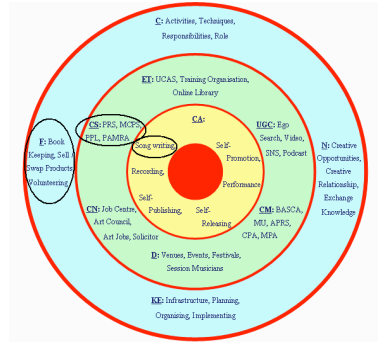 C: Activities, Techniques,
Responsibilities, Role
ET: UCAS, Training Organisation,
Online Library
CS: PRS, MCPS,
PPL, PAMRA
CA:
UGC: Ego
Search, Video,
SNS, Podcast
F: Book
Keeping, Sell /
Swap Products,
Volunteering
Song writing,
Self-
Promotion,
Recording,
Performance
Self-
Publishing,
Self-
Releasing
N: Creative
Opportunities,
Creative
Relationship,
Exchange
Knowledge
CN: Job Centre,
Art Council,
Art Jobs, Solicitor
CM: BASCA,
MU, APRS,
CPA, MPA
D: Venues, Events, Festivals,
Session Musicians
KE: Infrastructure, Planning,
Organising, Implementing